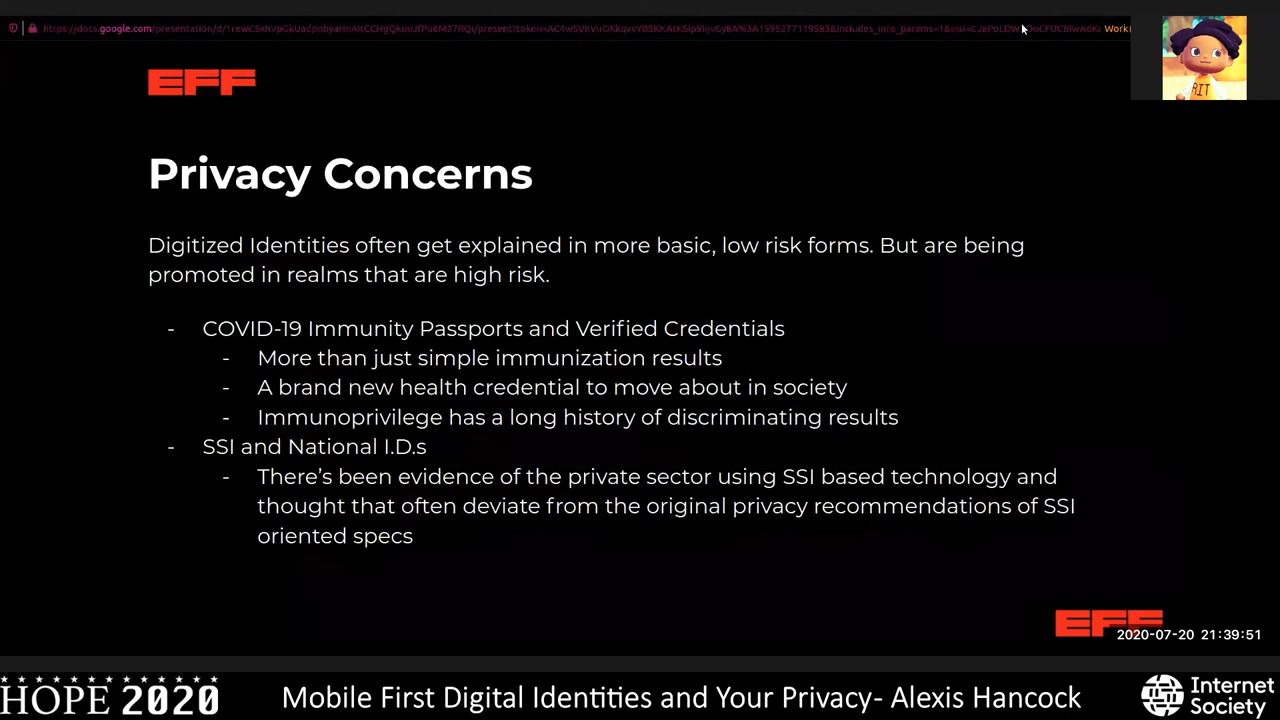 EFF
RIT
Privacy Concerns
Digitized Identities often get explained in more basic, low risk forms. But are being
promoted in realms that are high risk.
- COVID-19 Immunity Passports and Verified Credentials
- More than just simple immunization results
- A brand new health credential to move about in society
- Immunoprivilege has a long history of discriminating results
- SSI and National I.D.s
- There's been evidence of the private sector using SSI based technology and
thought that often deviate from the original privacy recommendations of SSI
oriented specs
EFF
2020-07-20 21:39:51
HOPE 2020
Mobile First Digital Identities and Your Privacy- Alexis Hancock
Internet
Society